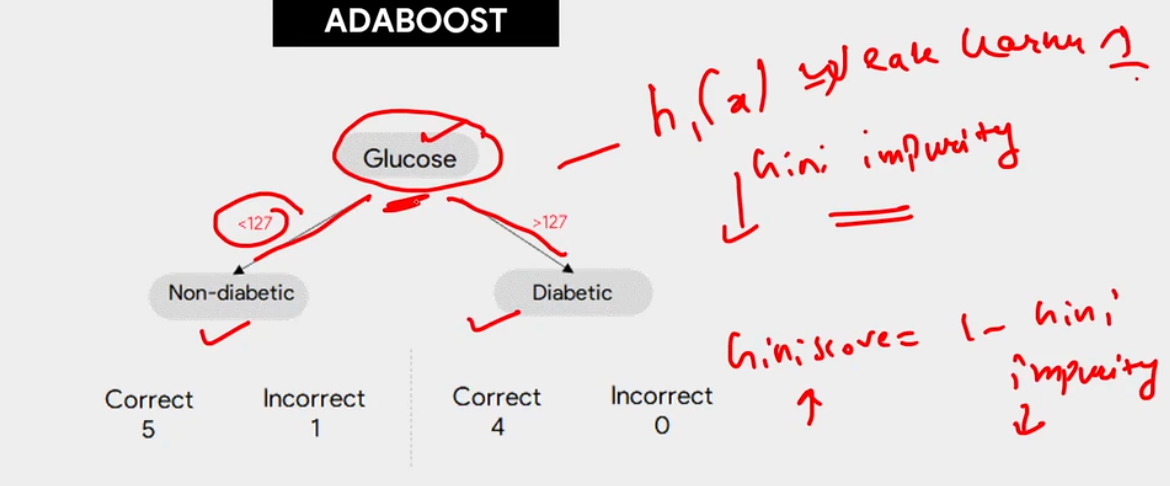 ADABOOST
h₁(x) weak learner
Gini impurity
Glucose
<127
>127
Non-diabetic
Diabetic
Gini score = 1 - Gini impurity
Correct
Incorrect
Correct
Incorrect
5
1
4
0